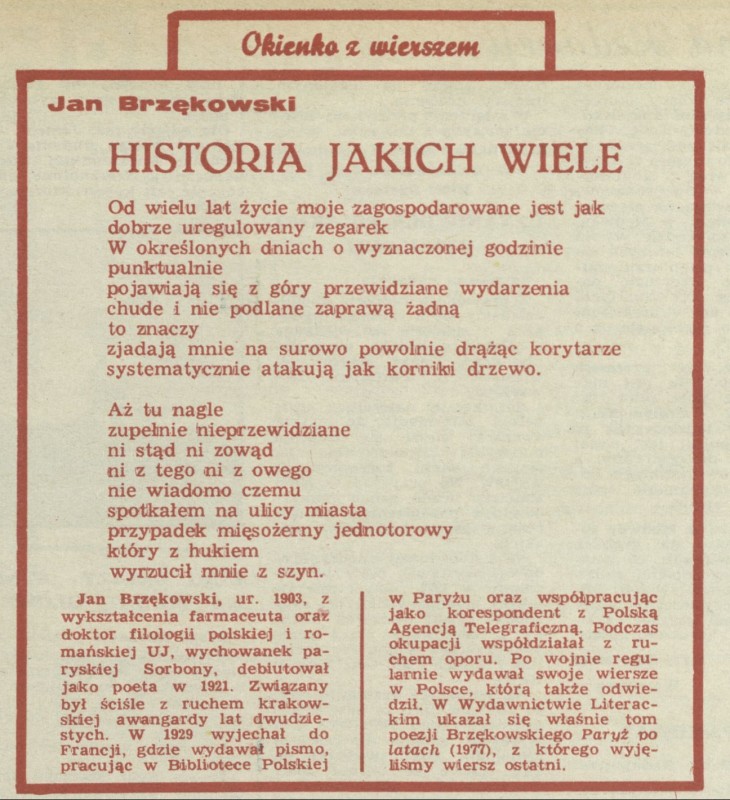 Okienko z wierszem
Jan Brzękowski
HISTORIA JAKICH WIELE
Od wielu lat życie moje zagospodarowane jest jak
dobrze uregulowany zegarek
W określonych dniach o wyznaczonej godzinie
punktualnie
pojawiają się z góry przewidziane wydarzenia
chude i nie podlane zaprawą żadną
to znaczy
zjadają mnie na surowo powolnie drążąc korytarze
systematycznie atakują jak korniki drzewo.
Aż tu nagle
zupełnie nieprzewidziane
ni stąd ni zowąd
ni z tego ni z owego
nie wiadomo czemu
spotkałem na ulicy miasta
przypadek mięsożerny jednotorowy
który z hukiem
wyrzucił mnie z szyn.
Jan Brzękowski, ur. 1903, z
wykształcenia farmaceuta oraz
doktor filologii polskiej i ro-
mańskiej UJ, wychowanek pa-
ryskiej Sorbony, debiutował
jako poeta w 1921. Związany
był ściśle z ruchem krakow-
skiej awangardy lat dwudzie-
stych. W 1929 wyjechał do
Francji, gdzie wydawał pismo,
pracując w Bibliotece Polskiej
w Paryżu oraz współpracując
jako korespondent z Polską
Agencją Telegraficzną. Podczas
okupacji współdziałał z ru-
chem oporu. Po wojnie regu-
larnie wydawał swoje wiersze
w Polsce, którą także odwie-
dził. W Wydawnictwie Literac-
kim ukazał się właśnie tom
poezji Brzękowskiego Paryż po
latach (1977), z którego wyję-
liśmy wiersz ostatni.